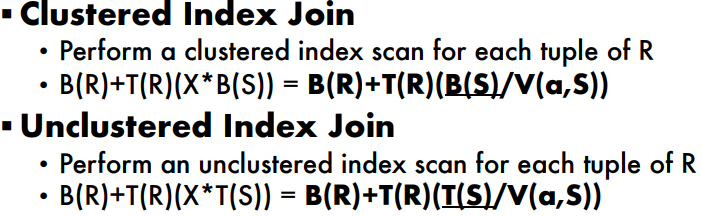 ▪ Clustered Index Join
• Perform a clustered index scan for each tuple of R
• B(R)+T(R)(X*B(S)) = B(R)+T(R)(B(S)/V(a,S))
▪ Unclustered Index Join
• Perform an unclustered index scan for each tuple of R
• B(R)+T(R)(X*T(S)) = B(R)+T(R)(T(S)/V(a,S))